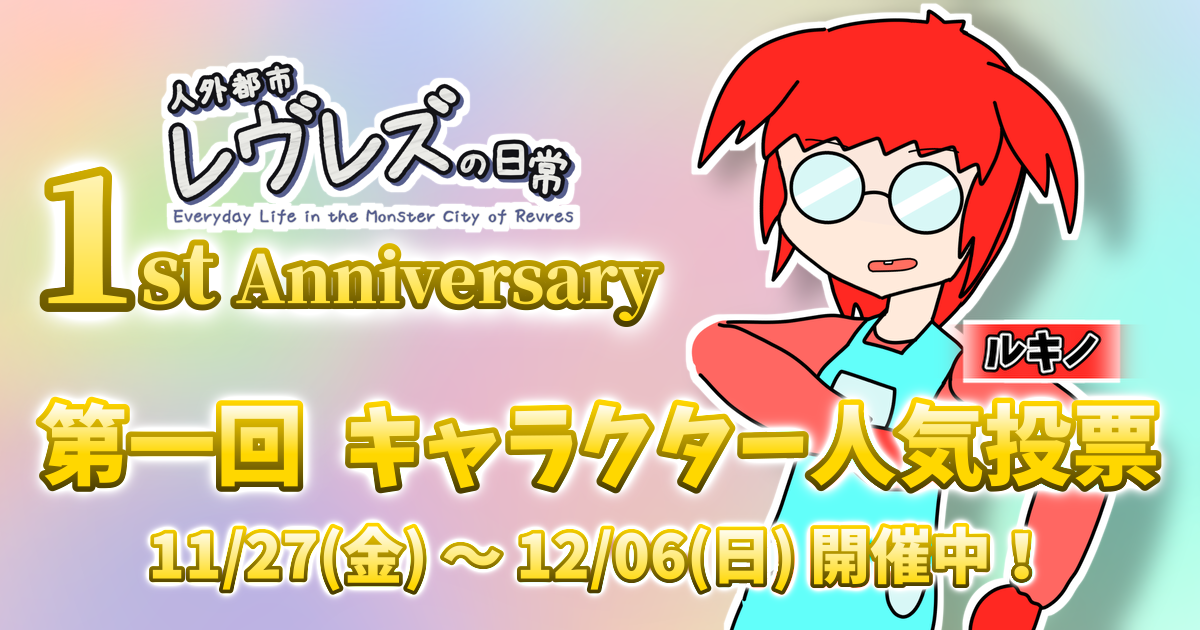 人外都市
レヴレズの日常
Everyday Life in the Monster City of Revres
1st Anniversary
ルキノ
第一回 キャラクター人気投票
11/27(金) ～ 12/06(日) 開催中！